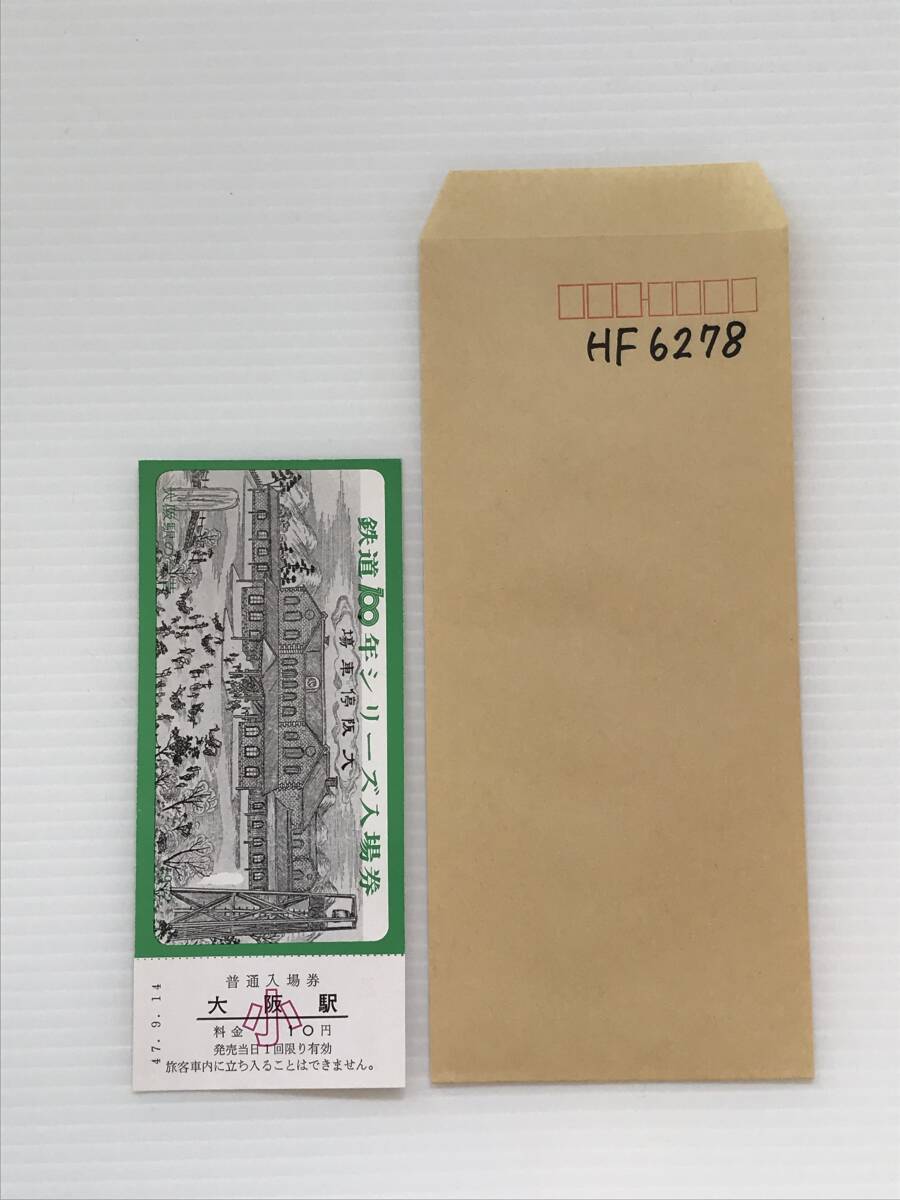 HF 6278
鉄道100年シリーズ入場券
場車停阪大
47.9.14
普通入場券
大阪駅
小
料金 10円
発売当日1回限り有効
旅客車内に立ち入ることはできません。